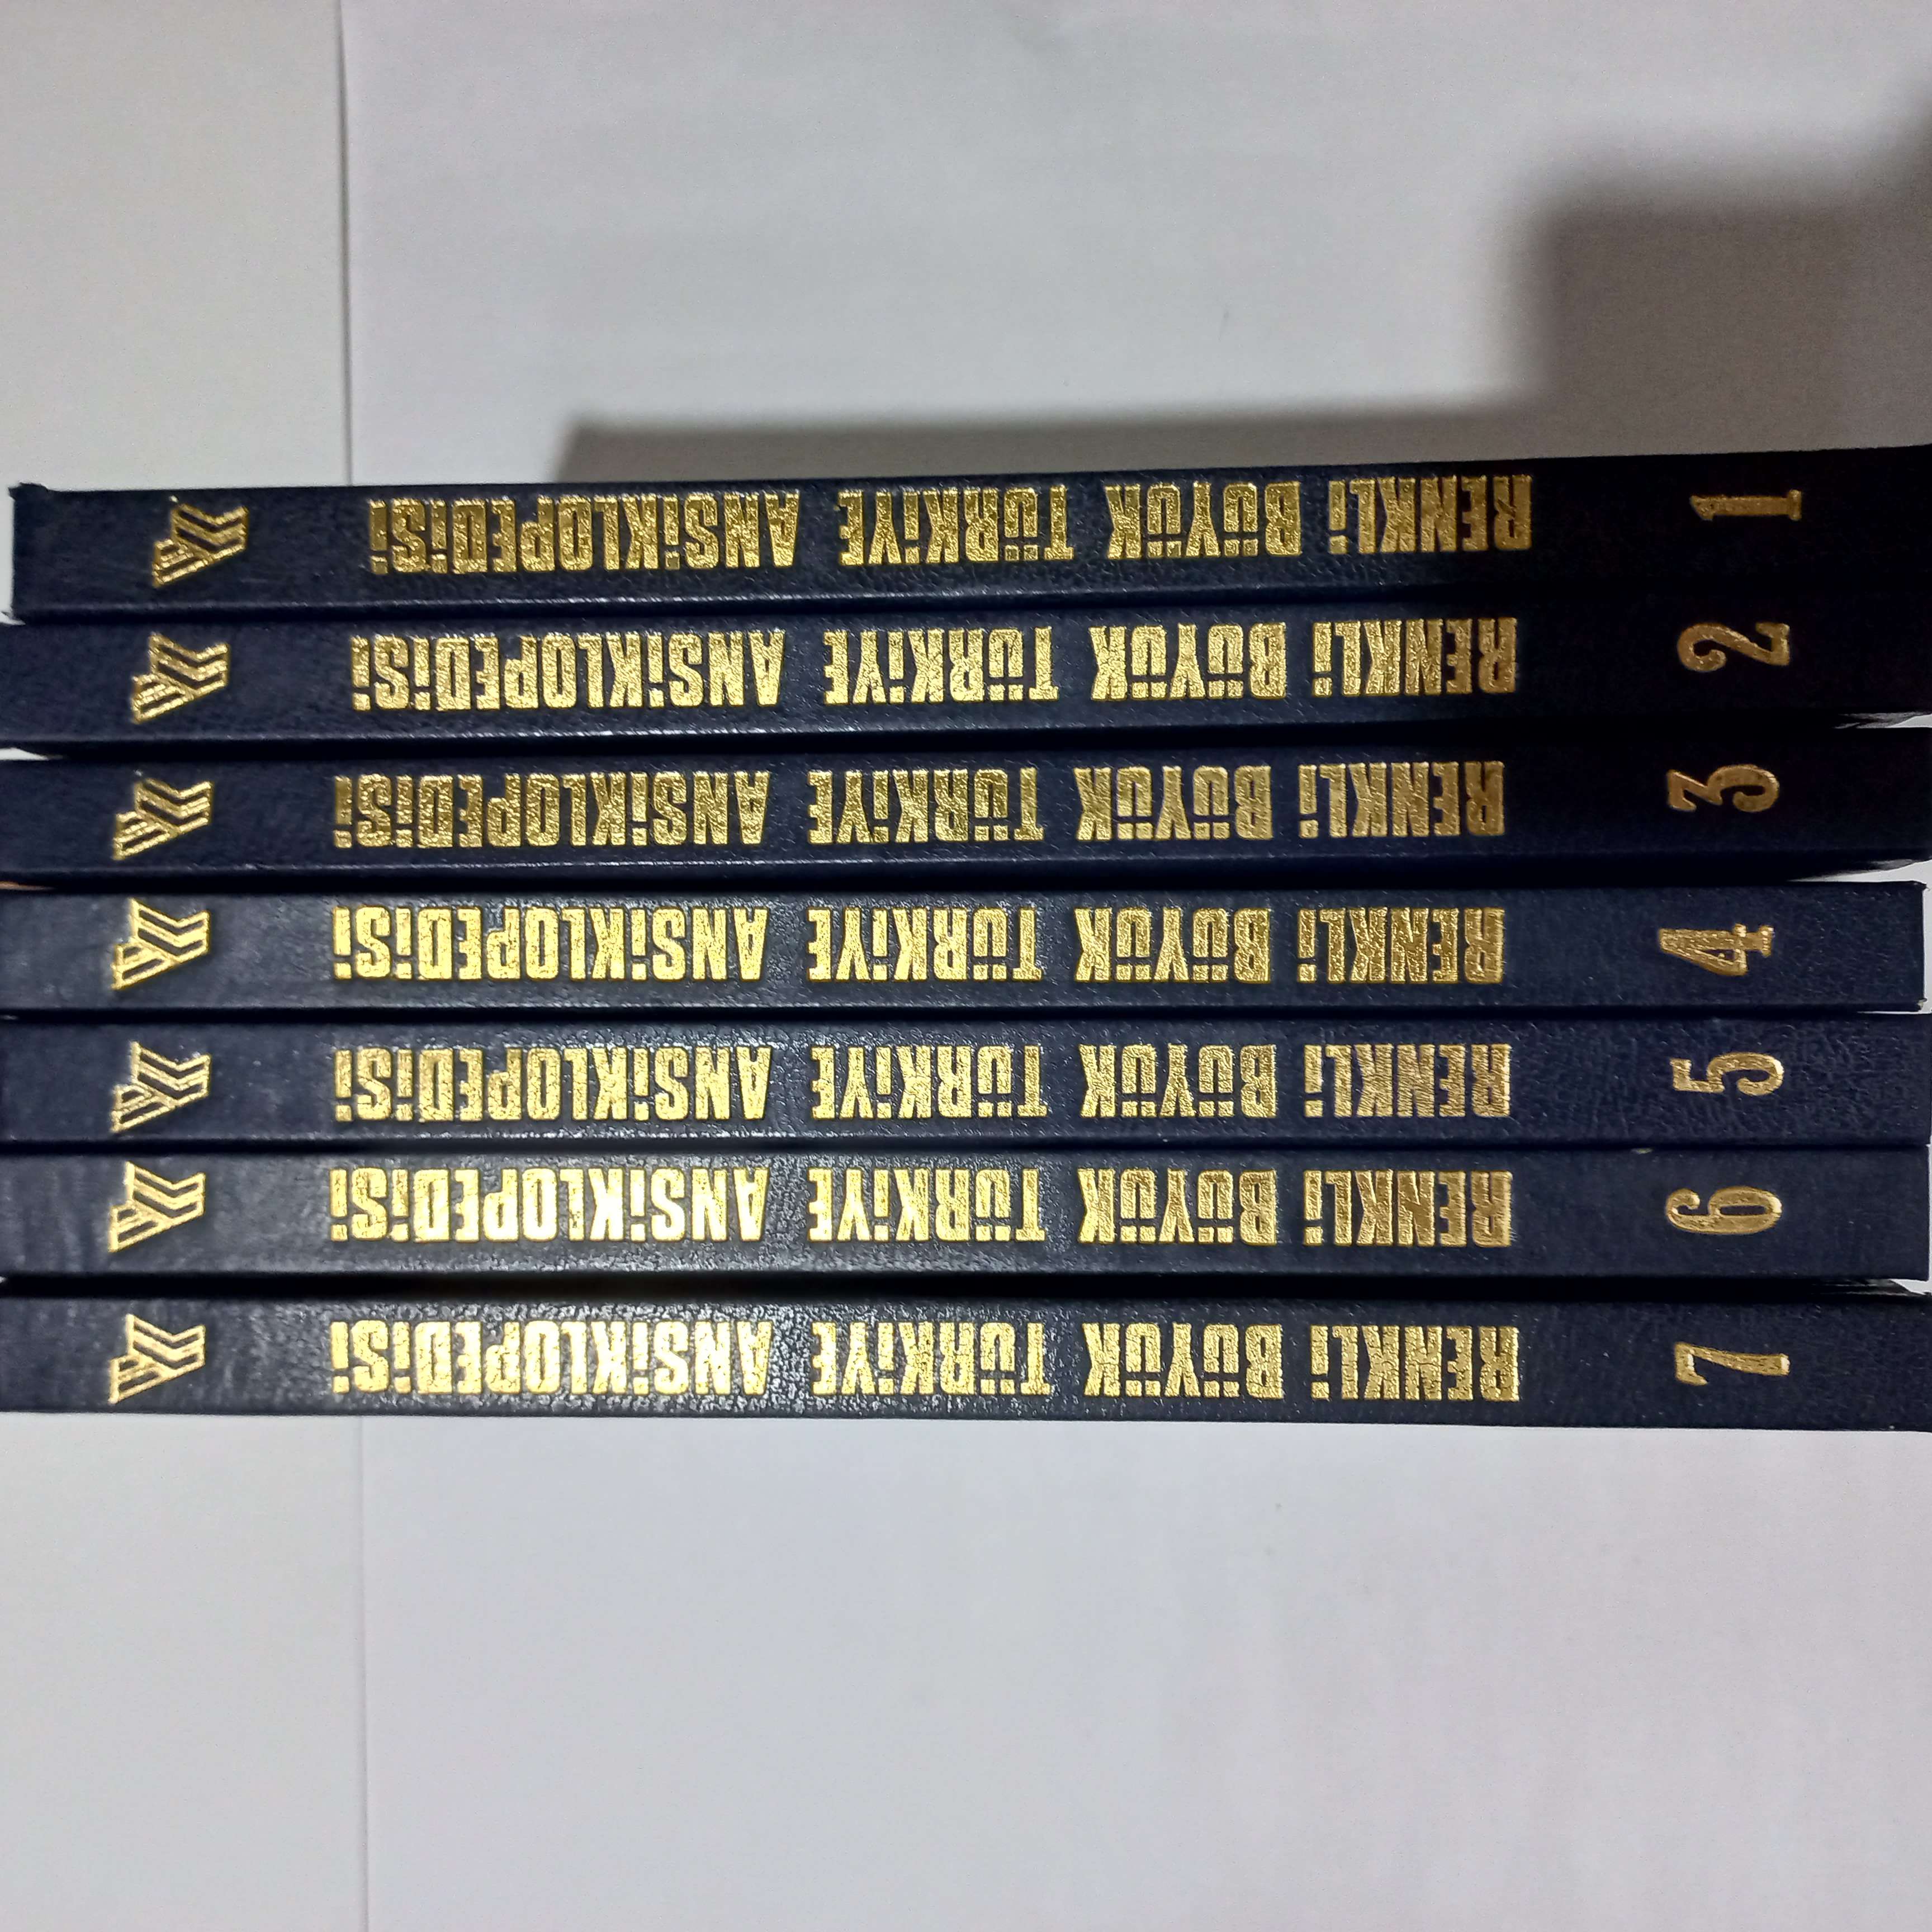 RENKLİ BÜYÜK TÜRKİYE ANSİKLOPEDİSİ
1
RENKLİ BÜYÜK TÜRKİYE ANSİKLOPEDİSİ
2
RENKLİ BÜYÜK TÜRKİYE ANSİKLOPEDİSİ
3
RENKLİ BÜYÜK TÜRKİYE ANSİKLOPEDİSİ
4
RENKLİ BÜYÜK TÜRKİYE ANSİKLOPEDİSİ
5
RENKLİ BÜYÜK TÜRKİYE ANSİKLOPEDİSİ
6
RENKLİ BÜYÜK TÜRKİYE ANSİKLOPEDİSİ
7